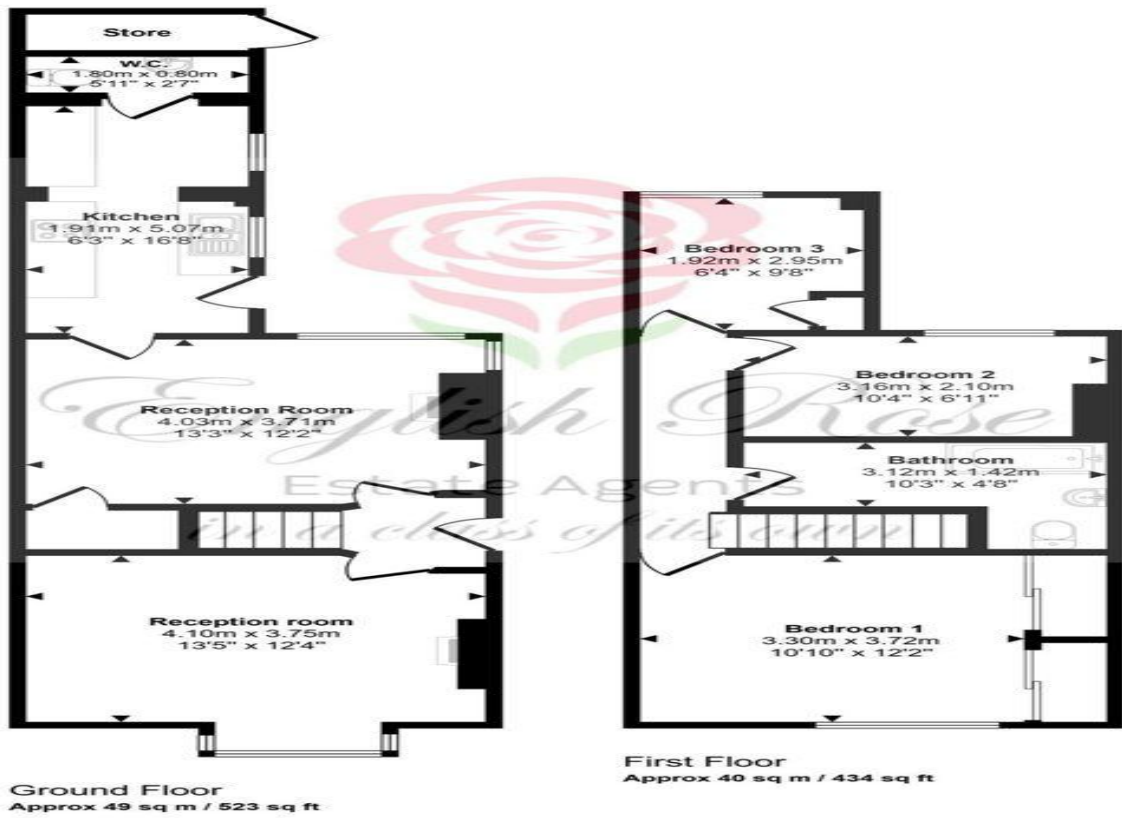 Store
W.C.
1.80m x 0.80m
5'11" x 2'7"
Kitchen
1.91m x 5.07m
6'3" x 16'8"
Reception Room
4.03m x 3.71m
13'3" x 12'2"
Reception room
4.10m x 3.75m
13'5" x 12'4"
Ground Floor
Approx 49 sq m / 523 sq ft
Bedroom 3
1.92m x 2.95m
6'4" x 9'8"
Bedroom 2
3.16m x 2.10m
10'4" x 6'11"
Bathroom
3.12m x 1.42m
10'3" x 4'8"
Bedroom 1
3.30m x 3.72m
10'10" x 12'2"
First Floor
Approx 40 sq m / 434 sq ft
English Rose
Estate Agents
in a class of its own